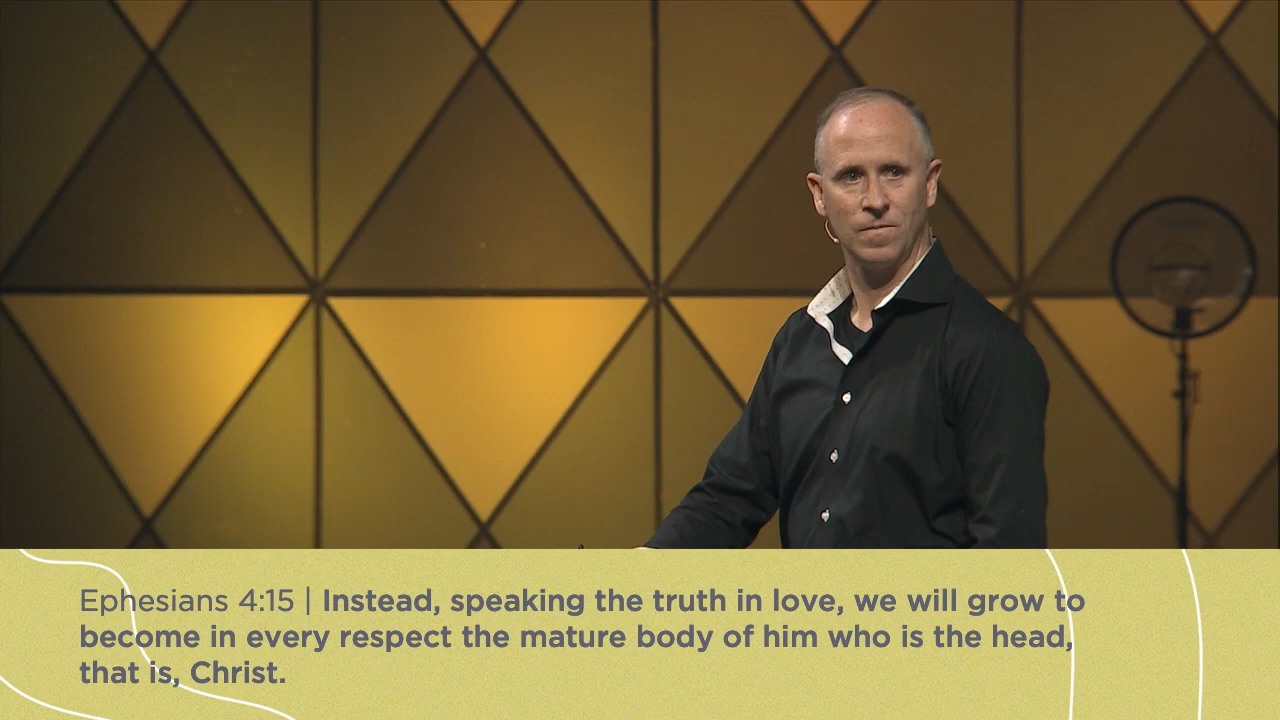 Ephesians 4:15 | Instead, speaking the truth in love, we will grow to
become in every respect the mature body of him who is the head,
that is, Christ.